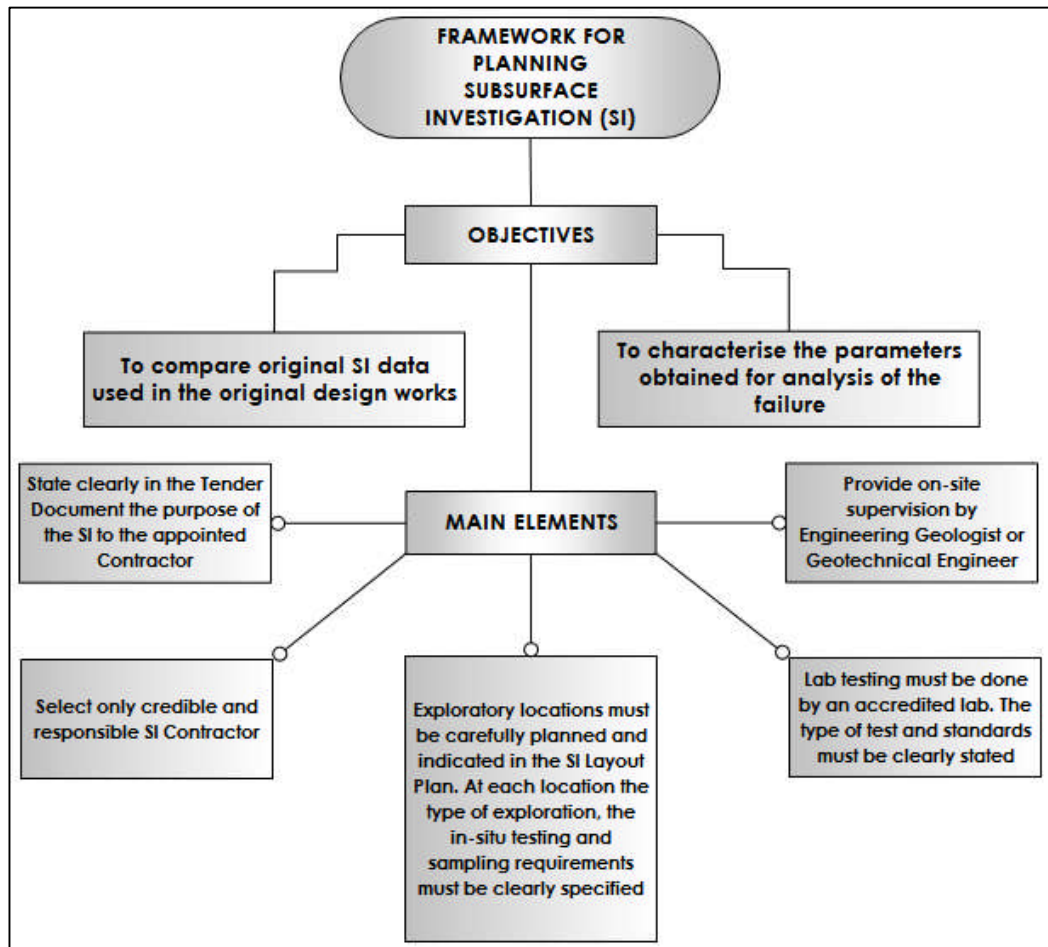 FRAMEWORK FOR
PLANNING
SUBSURFACE
INVESTIGATION (SI)
OBJECTIVES
To compare original SI data
used in the original design works
To characterise the parameters
obtained for analysis of the
failure
State clearly in the Tender
Document the purpose of
the SI to the appointed
Contractor
MAIN ELEMENTS
Provide on-site
supervision by
Engineering Geologist or
Geotechnical Engineer
Select only credible and
responsible SI Contractor
Exploratory locations must
be carefully planned and
indicated in the SI Layout
Plan. At each location the
type of exploration, the
in-situ testing and
sampling requirements
must be clearly specified
Lab testing must be done
by an accredited lab. The
type of test and standards
must be clearly stated